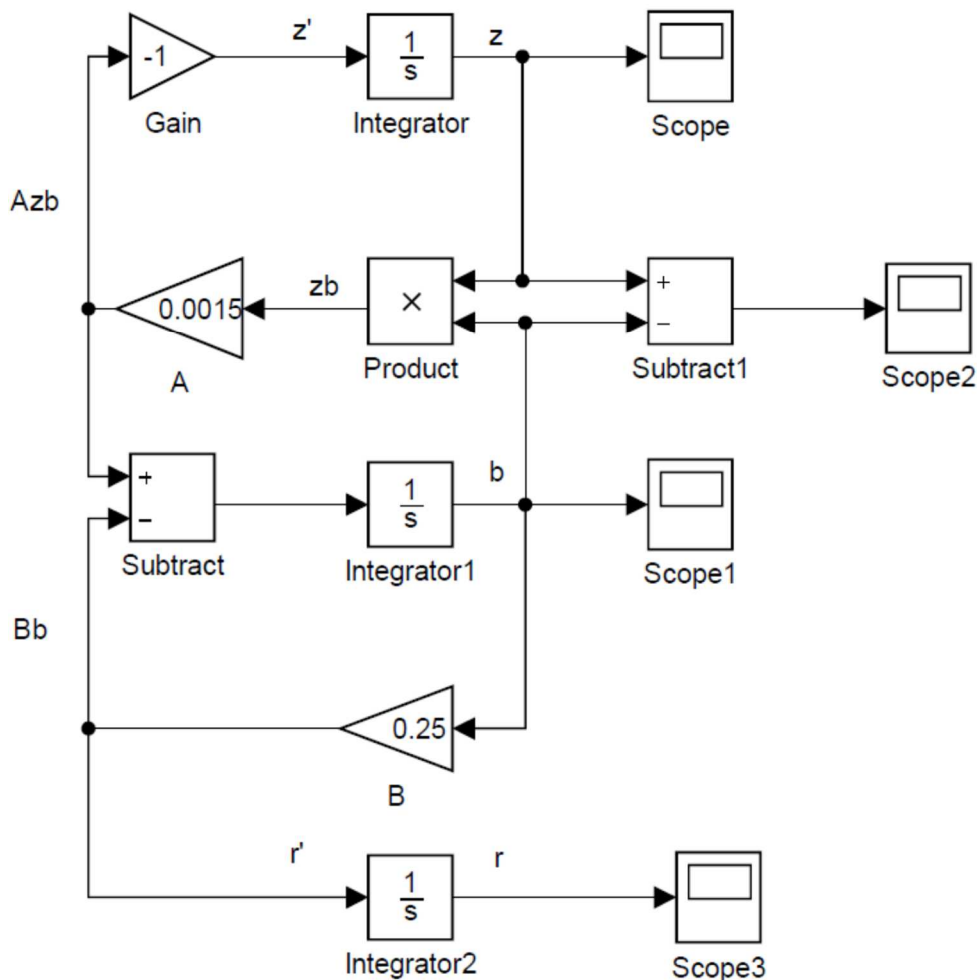 z'
z
-1
1
s
Gain
Integrator
Scope
Azb
zb
0.0015
×
+
−
A
Product
Subtract1
Scope2
+
−
b
1
s
Subtract
Integrator1
Scope1
Bb
0.25
B
r'
r
1
s
Integrator2
Scope3